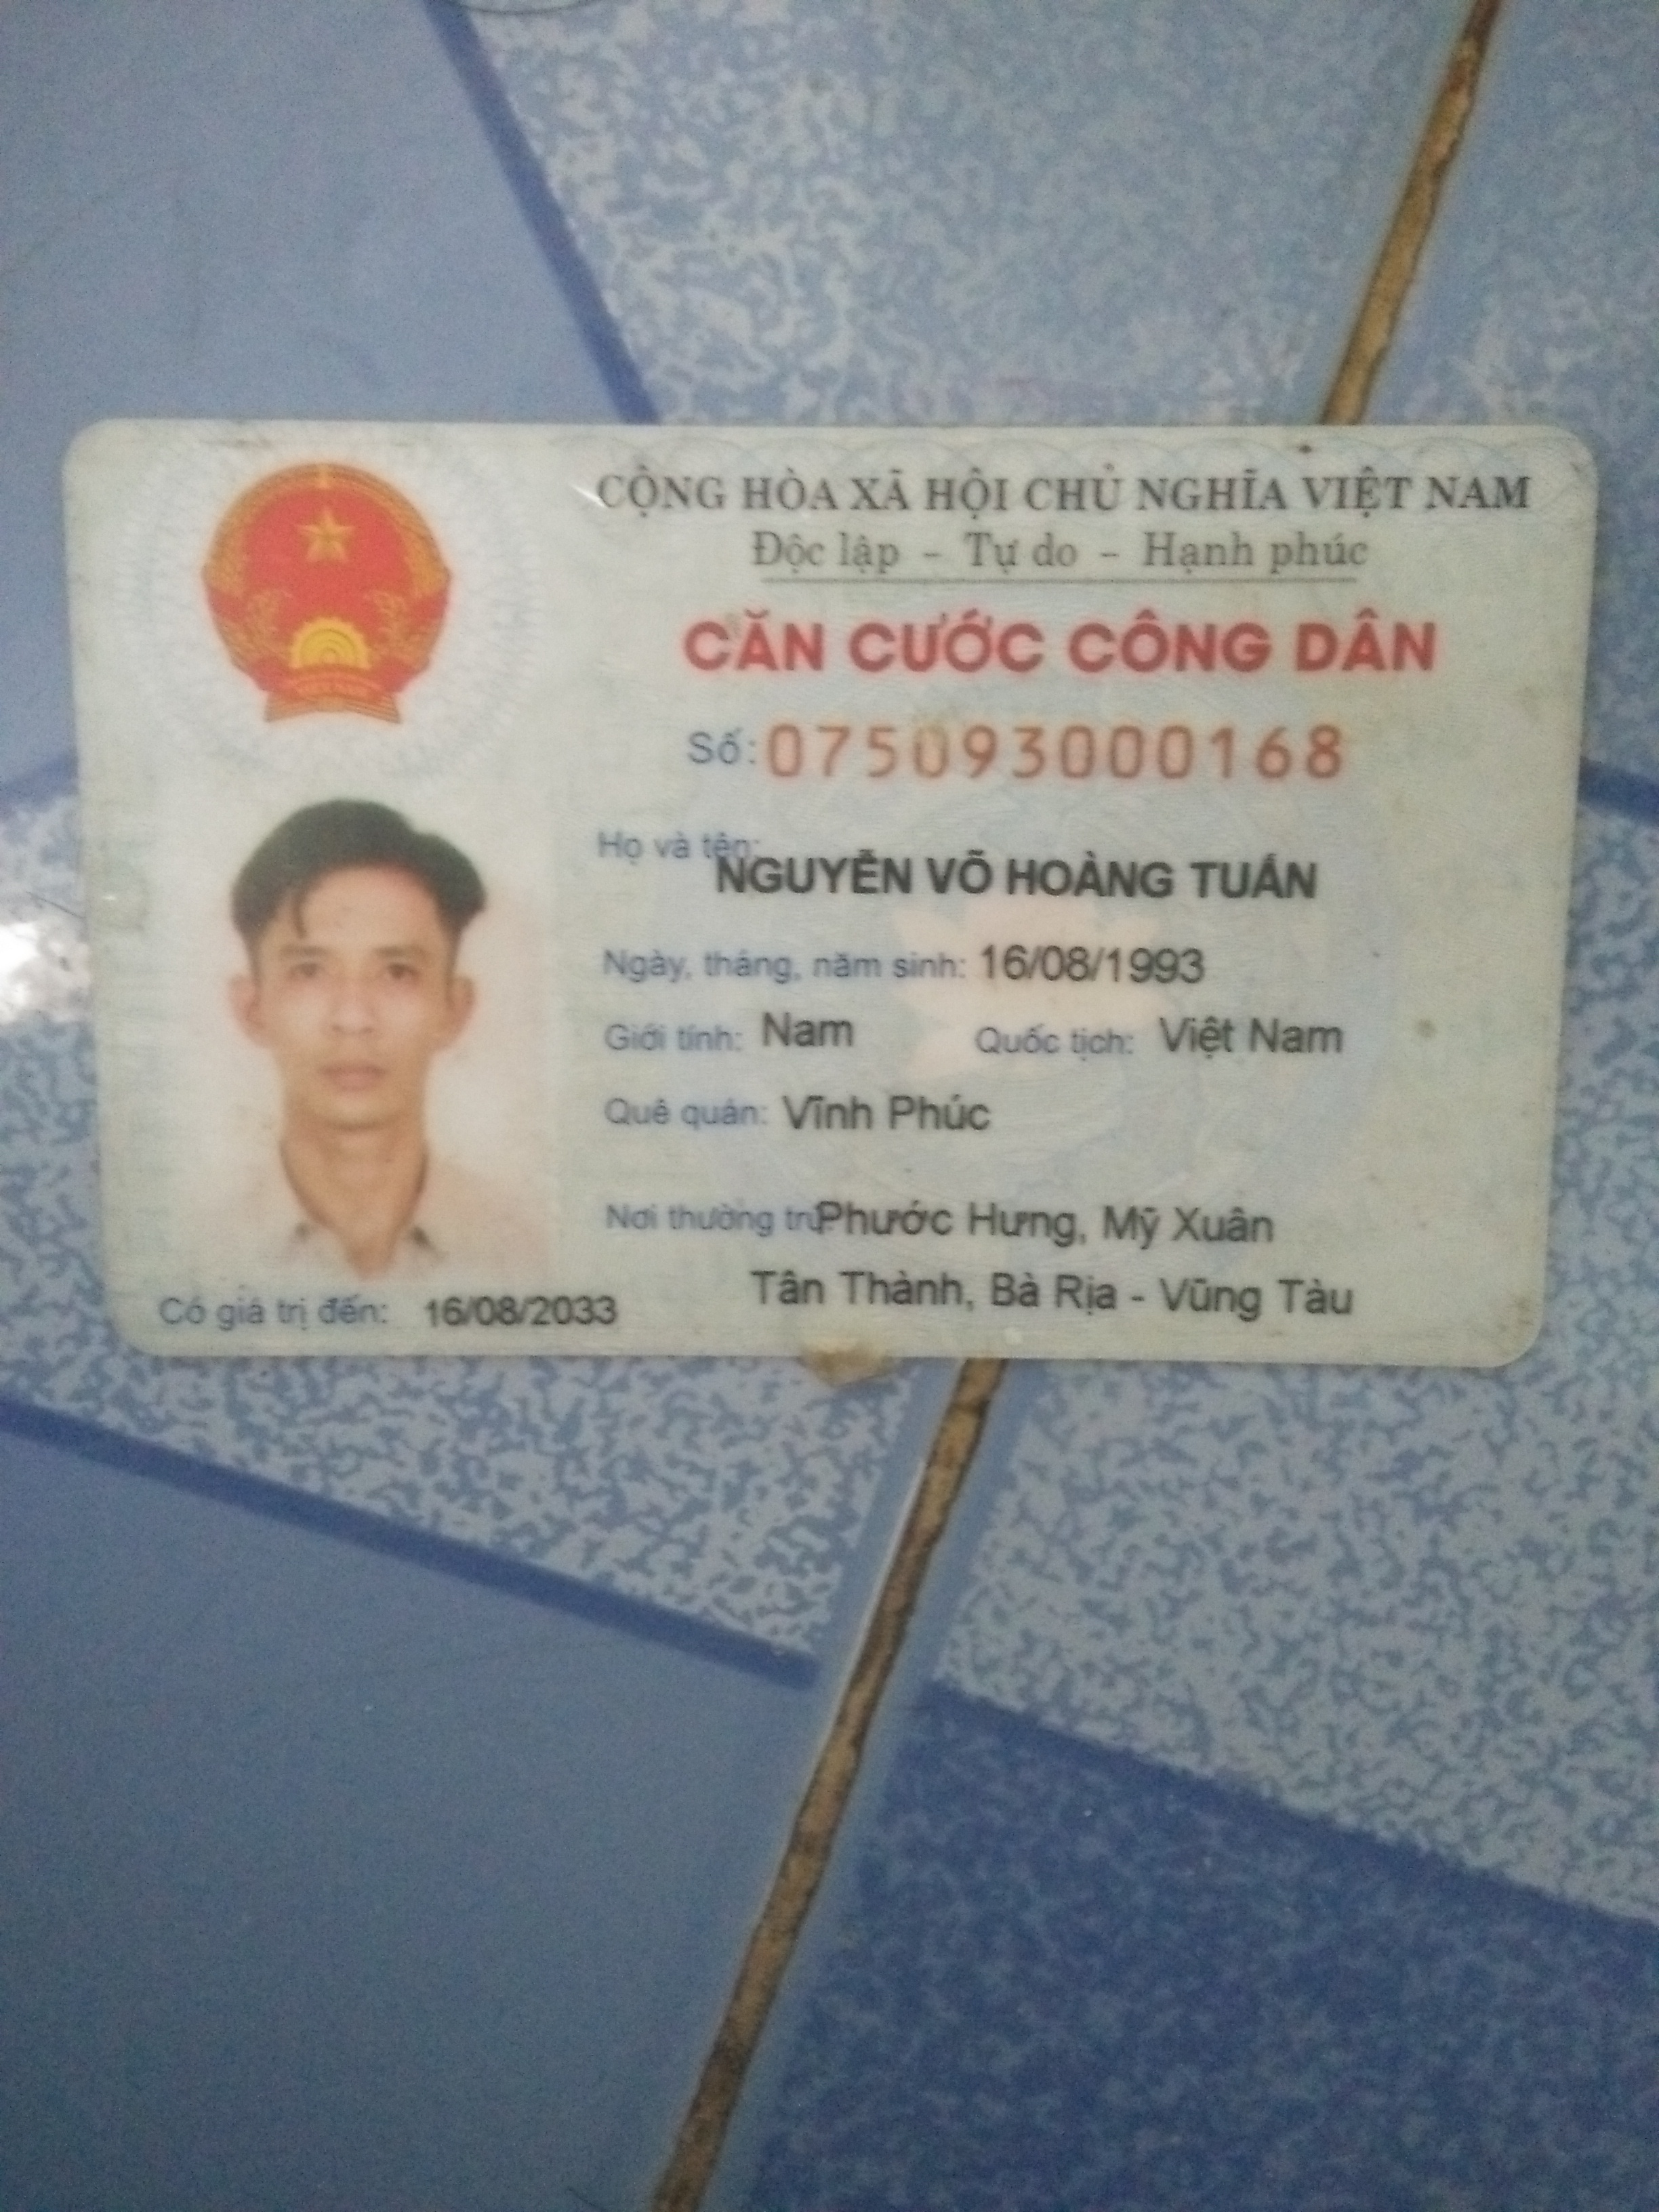 CỘNG HÒA XÃ HỘI CHỦ NGHĨA VIỆT NAM
Độc lập - Tự do - Hạnh phúc
CĂN CƯỚC CÔNG DÂN
Số: 075093000168
Họ và tên:
NGUYỄN VÕ HOÀNG TUẤN
Ngày, tháng, năm sinh: 16/08/1993
Giới tính: Nam Quốc tịch: Việt Nam
Quê quán: Vĩnh Phúc
Nơi thường trú: Phước Hưng, Mỹ Xuân
Tân Thành, Bà Rịa - Vũng Tàu
Có giá trị đến: 16/08/2033